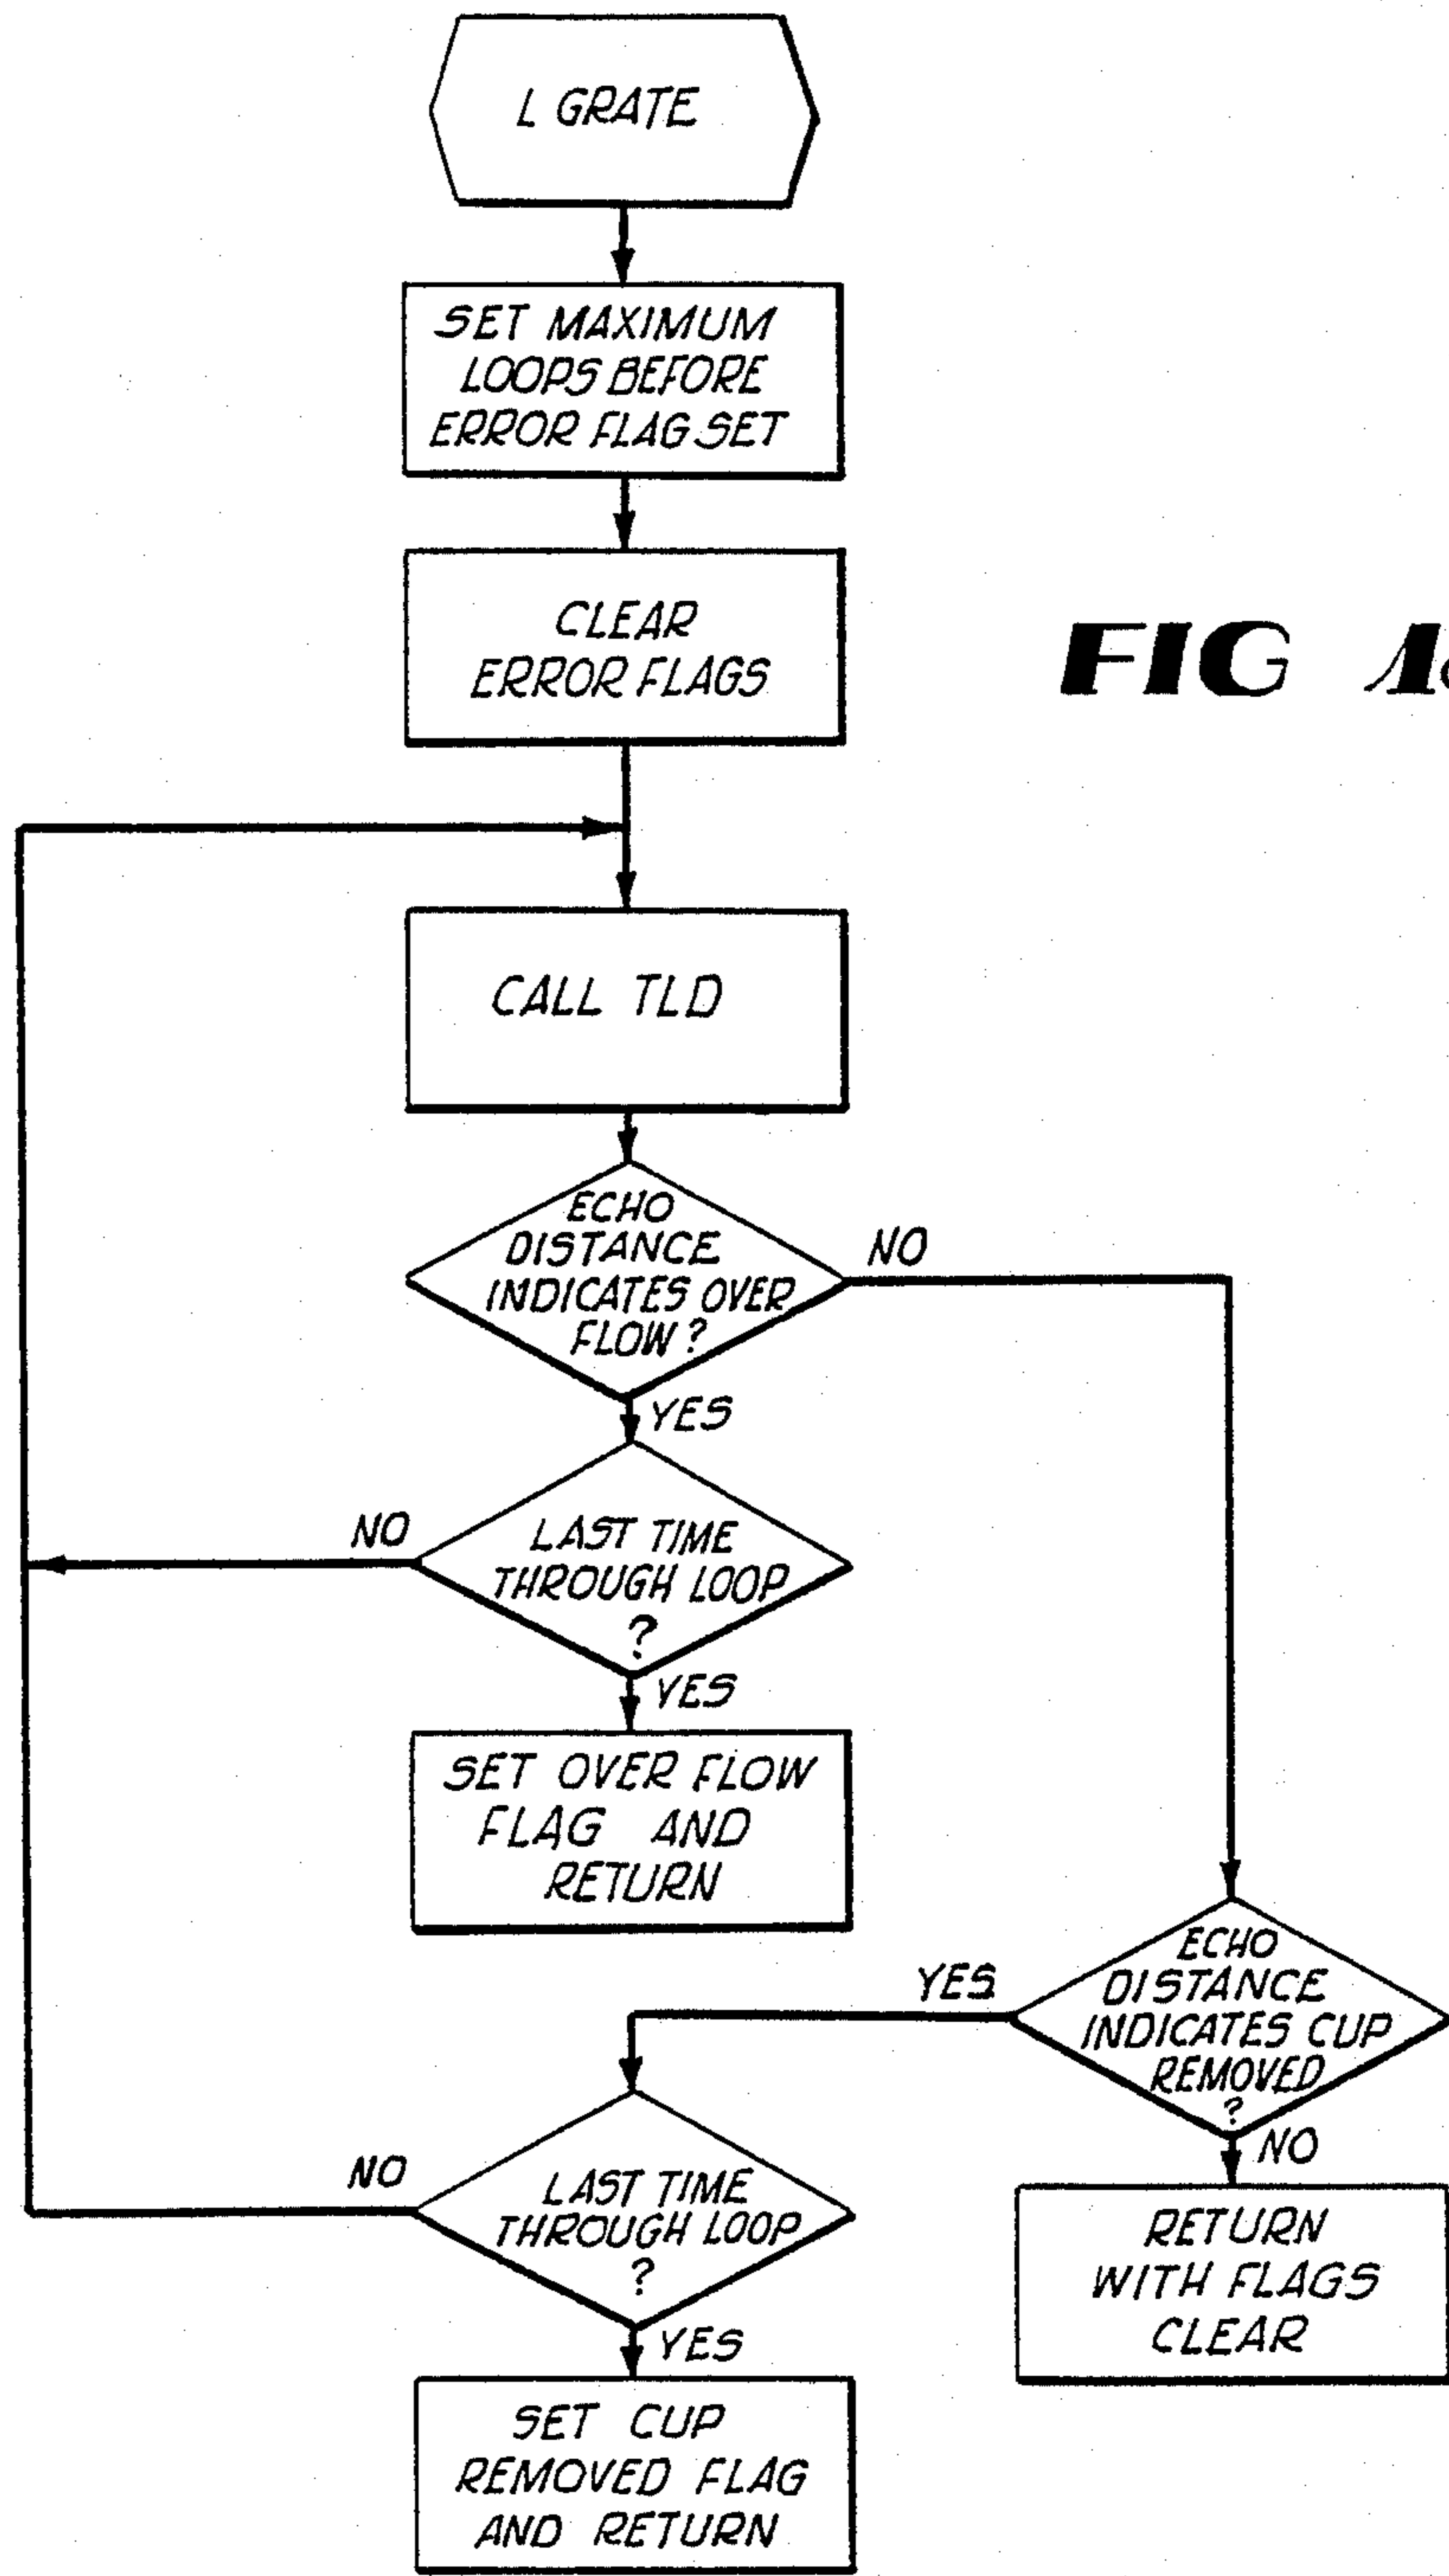 L GRATE
SET MAXIMUM
LOOPS BEFORE
ERROR FLAG SET
CLEAR
ERROR FLAGS
FIG
CALL TLD
ECHO
DISTANCE
INDICATES OVER
FLOW?
NO
YES
LAST TIME
THROUGH LOOP
?
NO
YES
SET OVER FLOW
FLAG AND
RETURN
ECHO
DISTANCE
INDICATES CUP
REMOVED
?
YES
NO
LAST TIME
THROUGH LOOP
?
NO
YES
RETURN
WITH FLAGS
CLEAR
SET CUP
REMOVED FLAG
AND RETURN